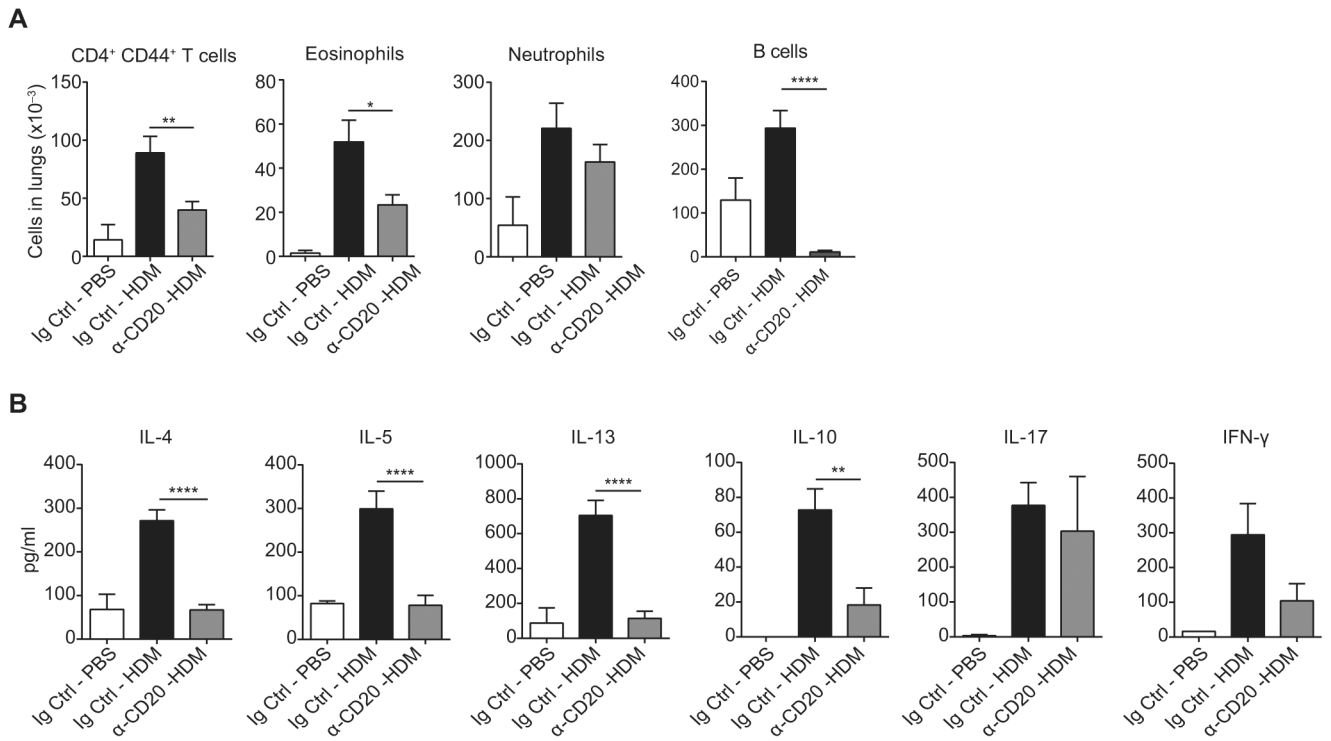 A
CD4⁺ CD44⁺ T cells
Eosinophils
Neutrophils
B cells
Cells in lungs (x10⁻³)
150
100
50
0
**
Ig Ctrl - PBS
Ig Ctrl - HDM
α-CD20 -HDM
80
60
40
20
0
*
Ig Ctrl - PBS
Ig Ctrl - HDM
α-CD20 -HDM
300
200
100
0
Ig Ctrl - PBS
Ig Ctrl - HDM
α-CD20 -HDM
400
300
200
100
0
****
Ig Ctrl - PBS
Ig Ctrl - HDM
α-CD20 -HDM
B
IL-4
IL-5
IL-13
IL-10
IL-17
IFN-γ
pg/ml
400
300
200
100
0
****
Ig Ctrl - PBS
Ig Ctrl - HDM
α-CD20 -HDM
400
300
200
100
0
****
Ig Ctrl - PBS
Ig Ctrl - HDM
α-CD20 -HDM
1000
800
600
400
200
0
****
Ig Ctrl - PBS
Ig Ctrl - HDM
α-CD20 -HDM
80
60
40
20
0
**
Ig Ctrl - PBS
Ig Ctrl - HDM
α-CD20 -HDM
500
400
300
200
100
0
Ig Ctrl - PBS
Ig Ctrl - HDM
α-CD20 -HDM
500
400
300
200
100
0
Ig Ctrl - PBS
Ig Ctrl - HDM
α-CD20 -HDM